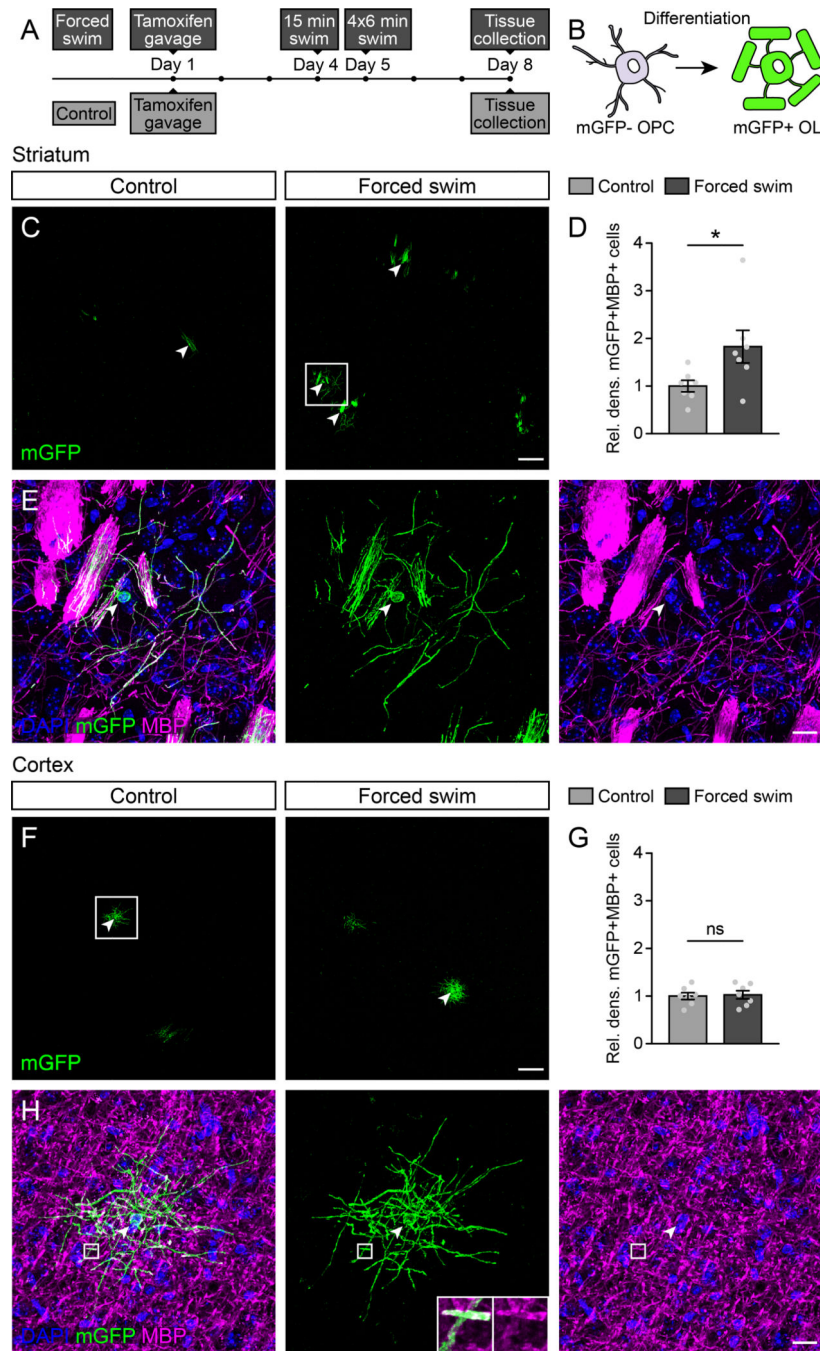 A
Forced
swim
Tamoxifen
gavage
15 min
swim
4x6 min
swim
Tissue
collection
Day 1
Day 4
Day 5
Day 8
Control
Tamoxifen
gavage
Tissue
collection
B
Differentiation
mGFP- OPC
mGFP+ OL
Striatum
Control
Forced swim
C
mGFP
Control
Forced swim
D
Rel. dens. mGFP+MBP+ cells
4
3
2
1
0
*
E
DAPI mGFP MBP
Cortex
Control
Forced swim
F
mGFP
Control
Forced swim
G
Rel. dens. mGFP+MBP+ cells
4
3
2
1
0
ns
H
DAPI mGFP MBP